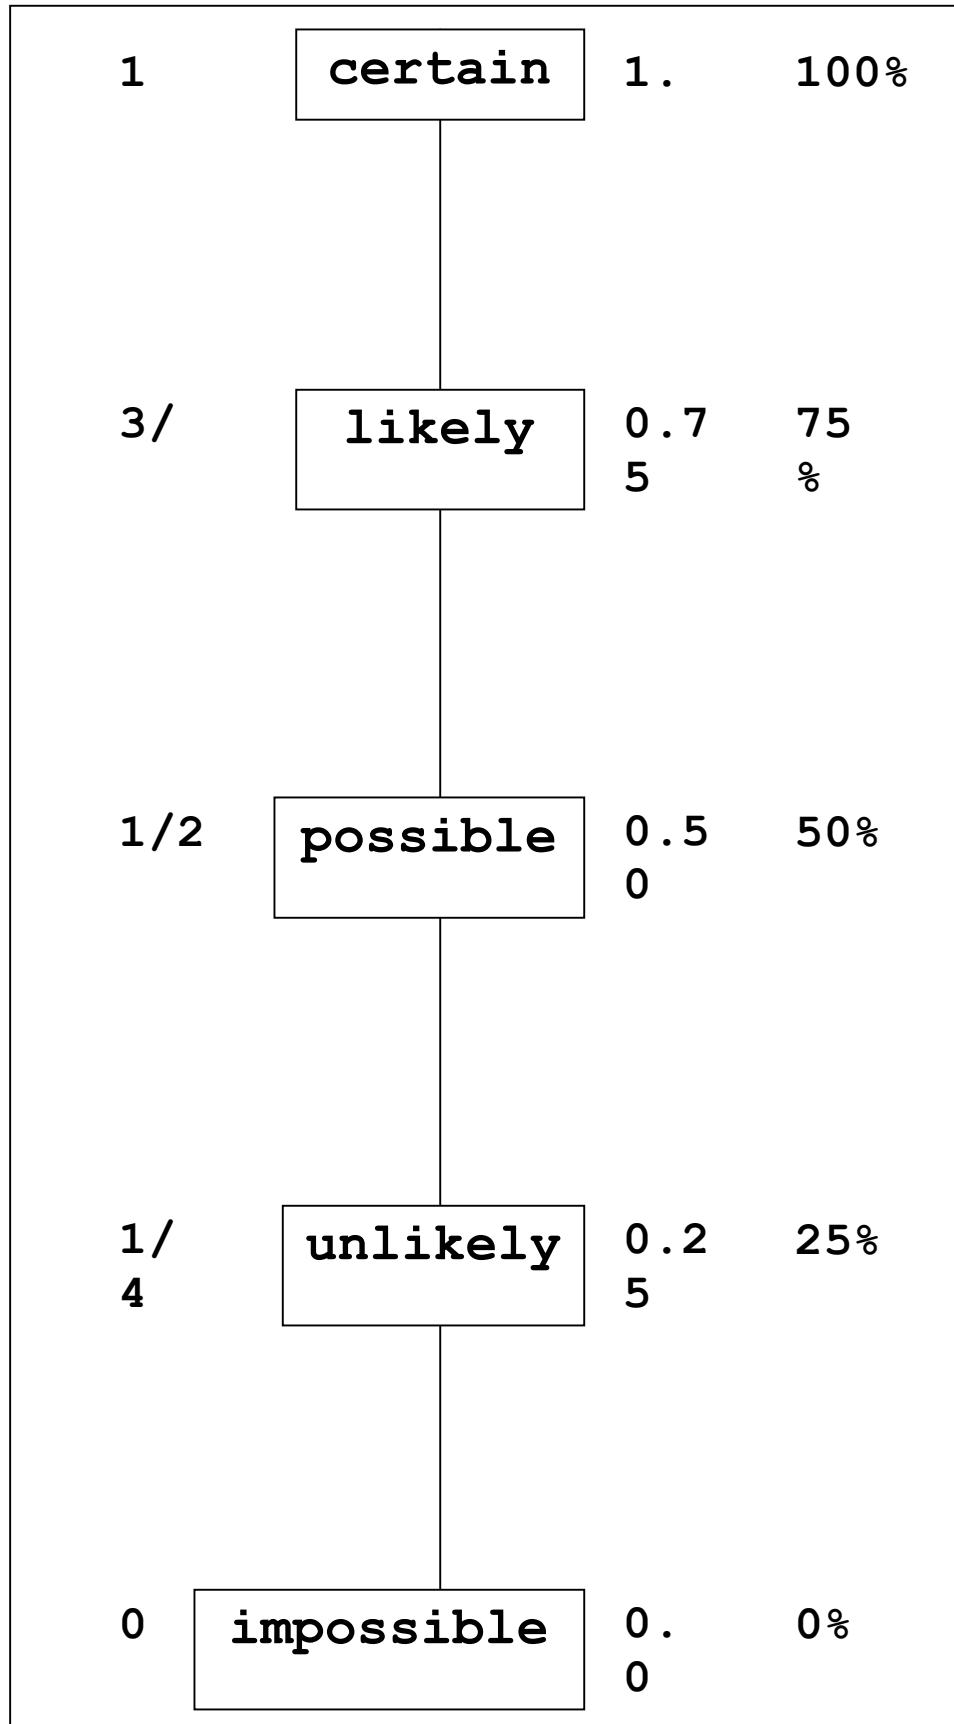 1 certain 1. 100%
3/ likely 0.7 75
5 %
1/2 possible 0.5 50%
0
1/ unlikely 0.2 25%
4 5
0 impossible 0. 0%
0